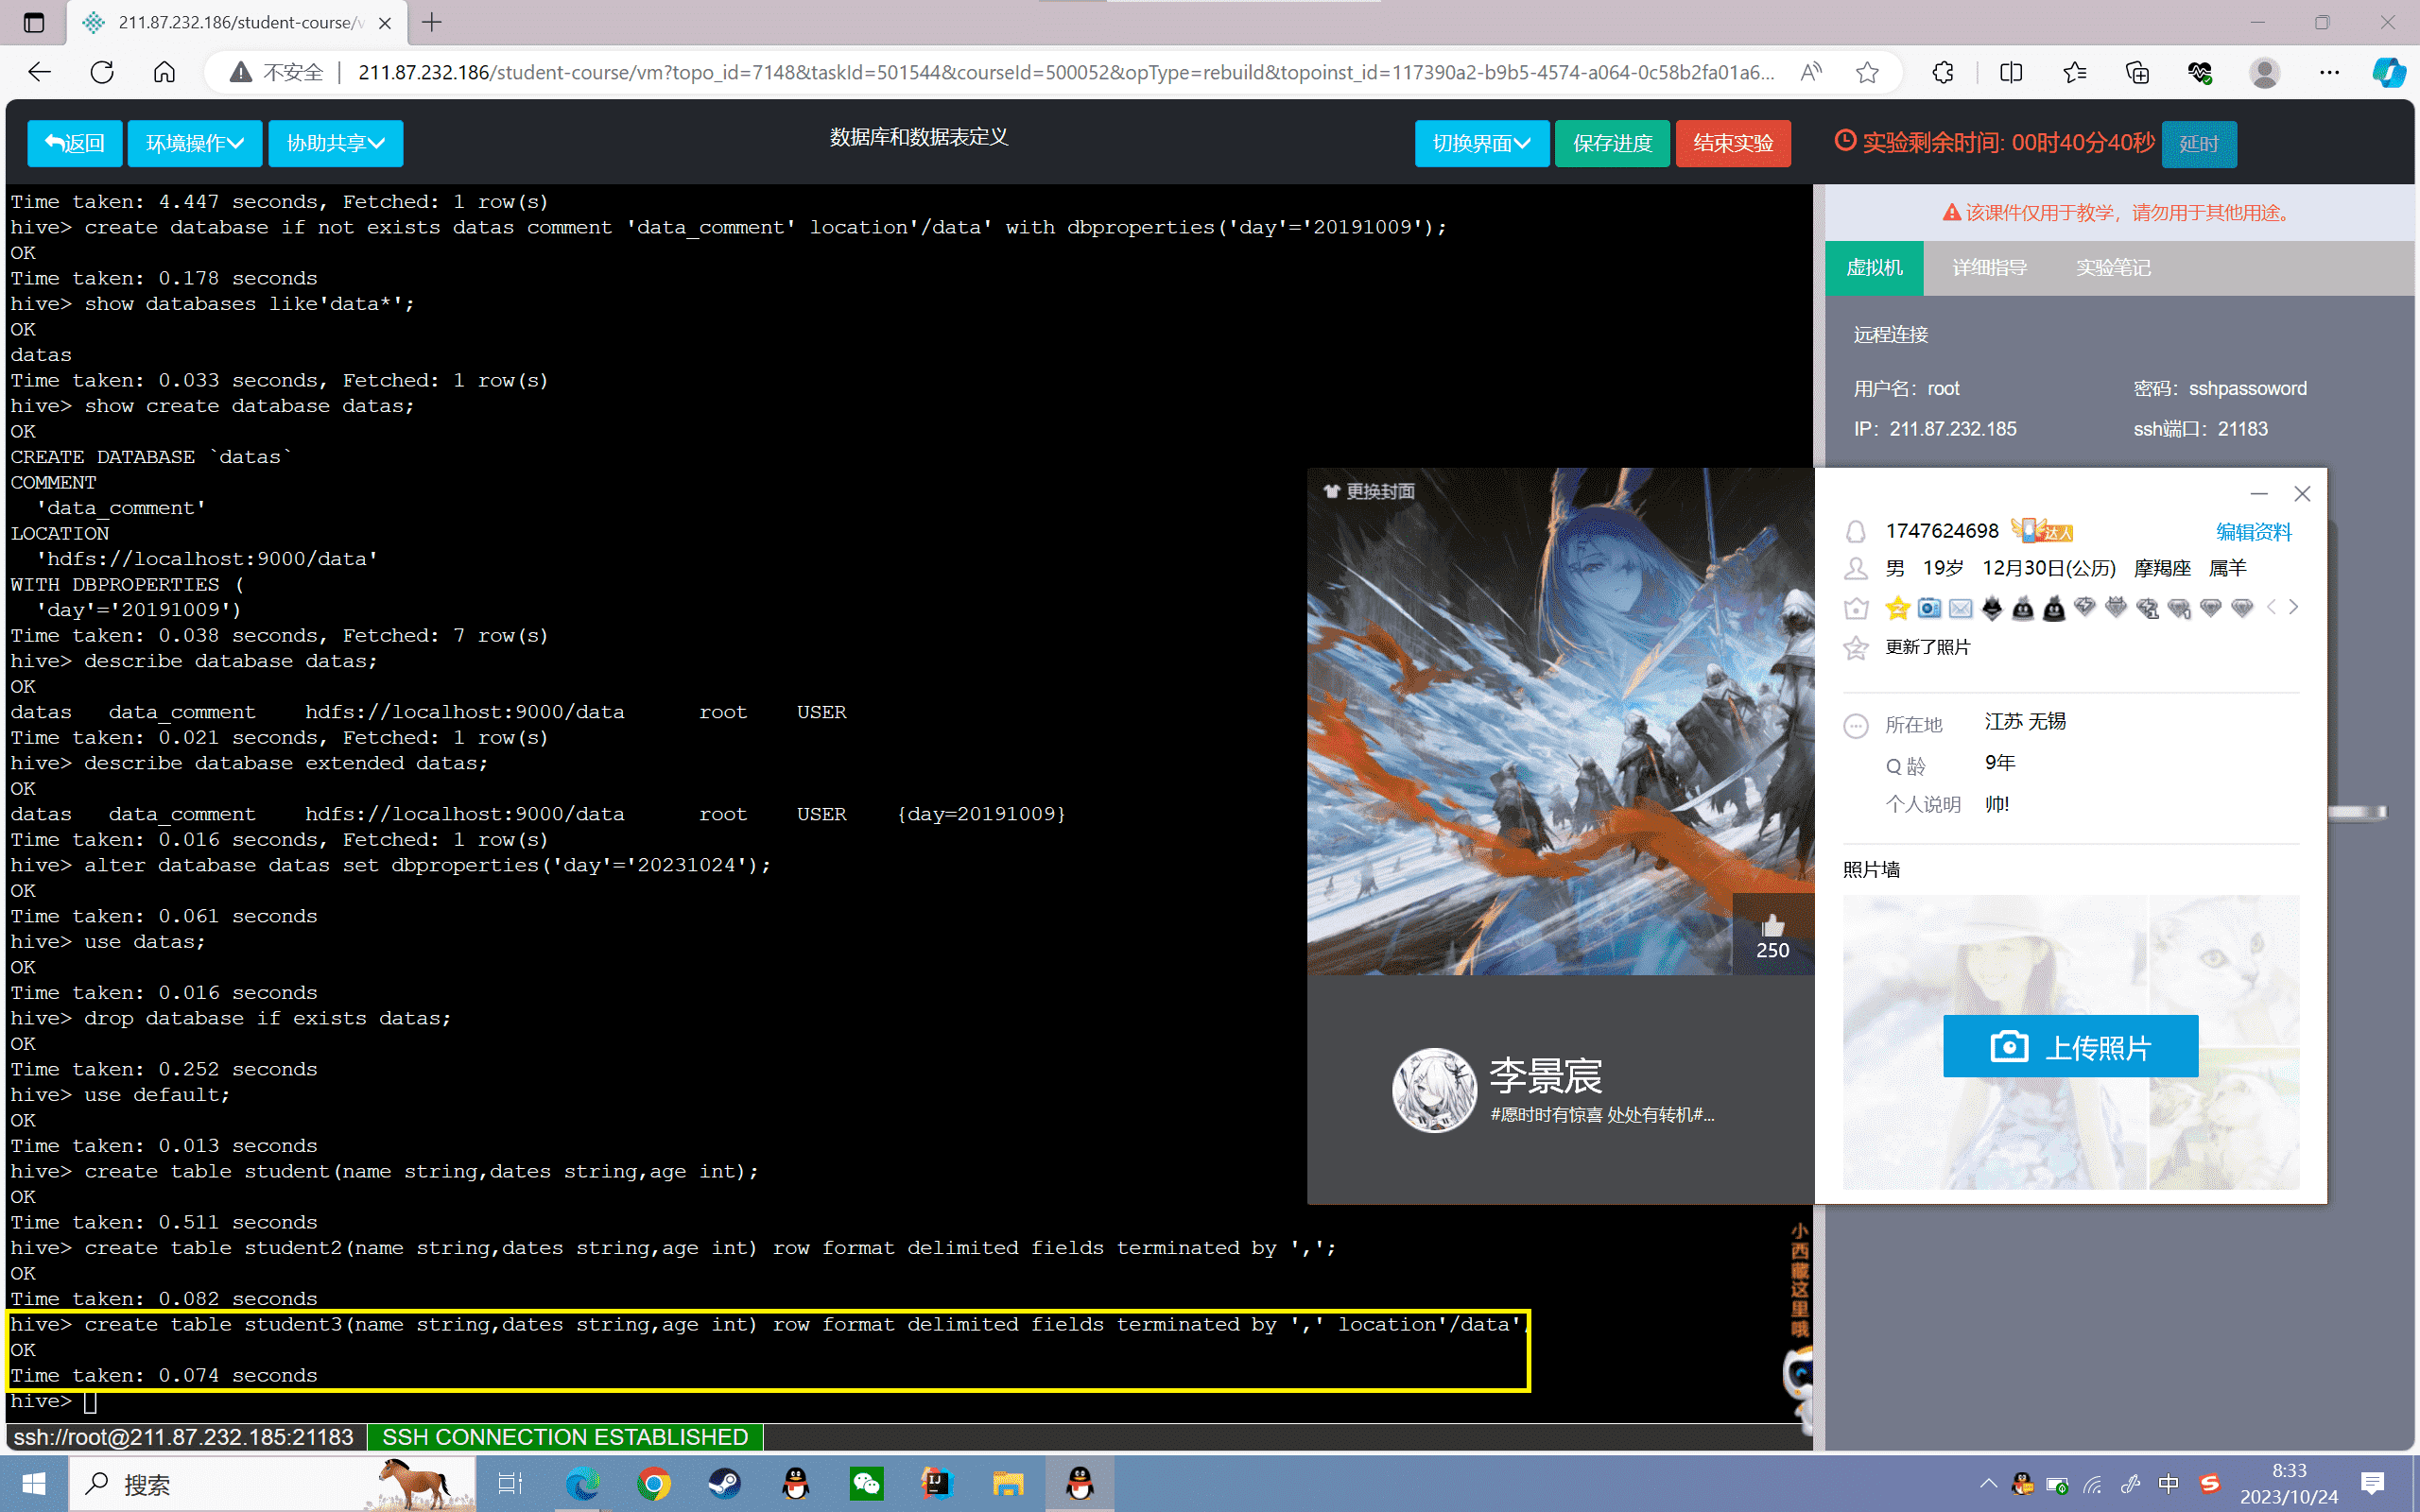 211.87.232.186/student-course/v
不安全 | 211.87.232.186/student-course/vm?topo_id=7148&taskId=501544&courseId=500052&opType=rebuild&topoinst_id=117390a2-b9b5-4574-a064-0c58b2fa01a6...
返回 环境操作 协助共享 数据库和数据表定义 切换界面 保存进度 结束实验 实验剩余时间: 00时40分40秒 延时
Time taken: 4.447 seconds, Fetched: 1 row(s)
hive> create database if not exists datas comment 'data_comment' location'/data' with dbproperties('day'='20191009');
OK
Time taken: 0.178 seconds
hive> show databases like'data*';
OK
datas
Time taken: 0.033 seconds, Fetched: 1 row(s)
hive> show create database datas;
OK
CREATE DATABASE `datas`
COMMENT
  'data_comment'
LOCATION
  'hdfs://localhost:9000/data'
WITH DBPROPERTIES (
  'day'='20191009')
Time taken: 0.038 seconds, Fetched: 7 row(s)
hive> describe database datas;
OK
datas   data_comment    hdfs://localhost:9000/data      root    USER
Time taken: 0.021 seconds, Fetched: 1 row(s)
hive> describe database extended datas;
OK
datas   data_comment    hdfs://localhost:9000/data      root    USER    {day=20191009}
Time taken: 0.016 seconds, Fetched: 1 row(s)
hive> alter database datas set dbproperties('day'='20231024');
OK
Time taken: 0.061 seconds
hive> use datas;
OK
Time taken: 0.016 seconds
hive> drop database if exists datas;
OK
Time taken: 0.252 seconds
hive> use default;
OK
Time taken: 0.013 seconds
hive> create table student(name string,dates string,age int);
OK
Time taken: 0.511 seconds
hive> create table student2(name string,dates string,age int) row format delimited fields terminated by ',';
OK
Time taken: 0.082 seconds
hive> create table student3(name string,dates string,age int) row format delimited fields terminated by ',' location'/data'
OK
Time taken: 0.074 seconds
hive>
ssh://root@211.87.232.185:21183 SSH CONNECTION ESTABLISHED
该课件仅用于教学，请勿用于其他用途。
虚拟机 详细指导 实验笔记
远程连接
用户名：root 密码：sshpassoword
IP：211.87.232.185 ssh端口：21183
更换封面
250
李景宸
#愿时时有惊喜 处处有转机#...
1747624698 达人 编辑资料
男 19岁 12月30日(公历) 摩羯座 属羊
更新了照片
所在地 江苏 无锡
Q 龄 9年
个人说明 帅!
照片墙
上传照片
小西藏这里哦
搜索
中
8:33
2023/10/24